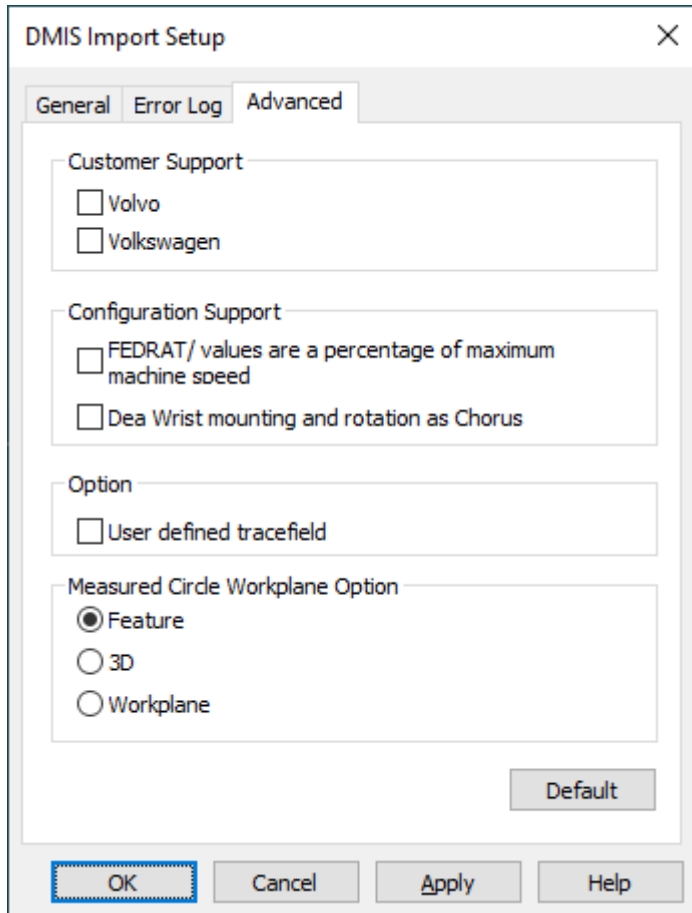 DMIS Import Setup
General
Error Log
Advanced
Customer Support
Volvo
Volkswagen
Configuration Support
FEDRAT/ values are a percentage of maximum
machine speed
Dea Wrist mounting and rotation as Chorus
Option
User defined tracefield
Measured Circle Workplane Option
Feature
3D
Workplane
Default
OK
Cancel
Apply
Help